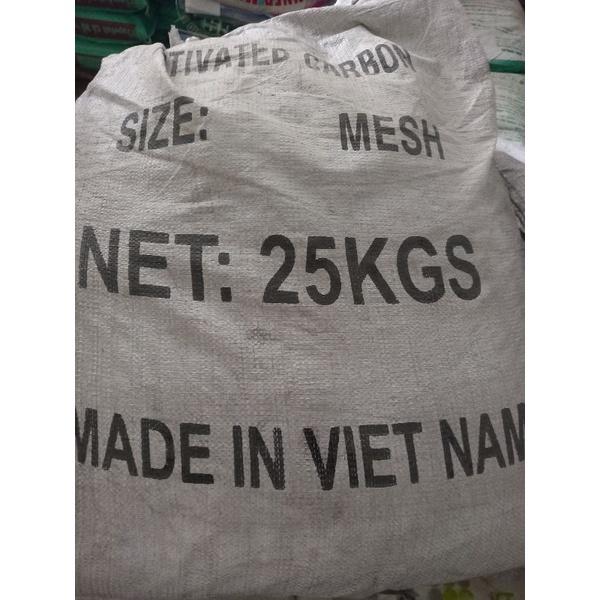 TIVATED CARBON
SIZE: MESH
NET: 25KGS
MADE IN VIET NAM